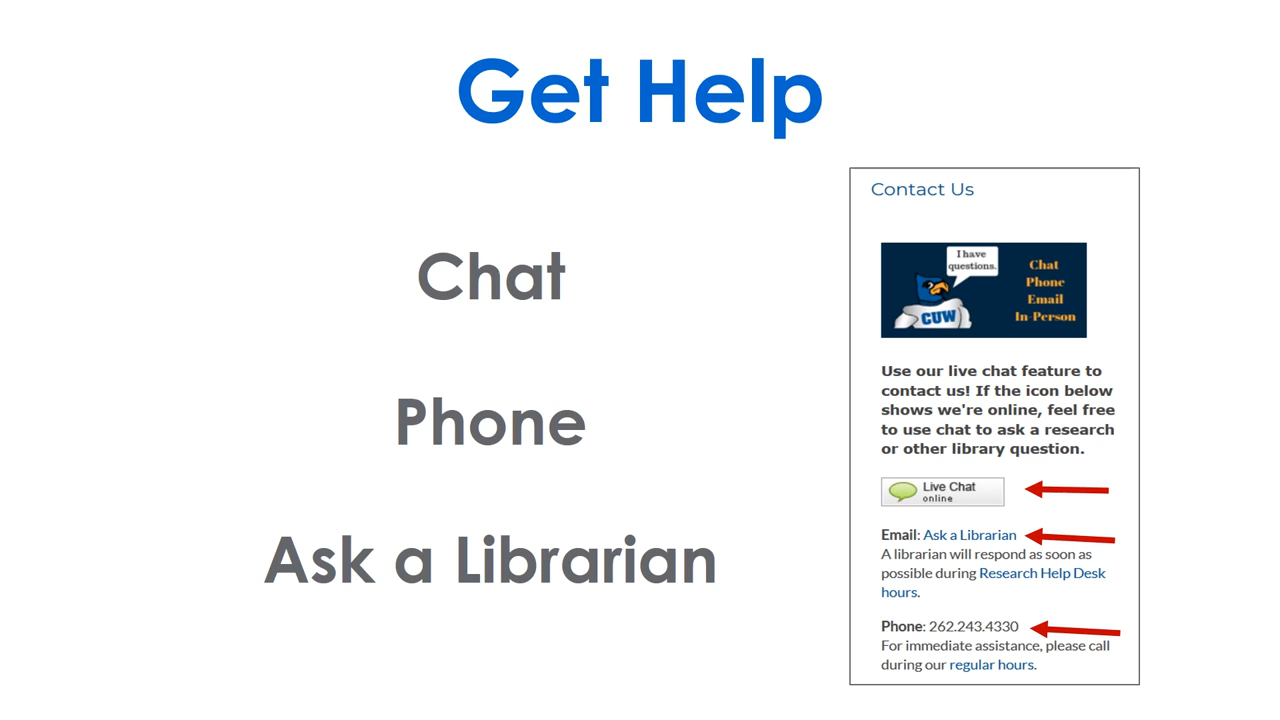 Get Help
Chat
Phone
Ask a Librarian
Contact Us
I have
questions.
CUW
Chat
Phone
Email
In-Person
Use our live chat feature to
contact us! If the icon below
shows we're online, feel free
to use chat to ask a research
or other library question.
Live Chat
online
Email: Ask a Librarian
A librarian will respond as soon as
possible during Research Help Desk
hours.
Phone: 262.243.4330
For immediate assistance, please call
during our regular hours.